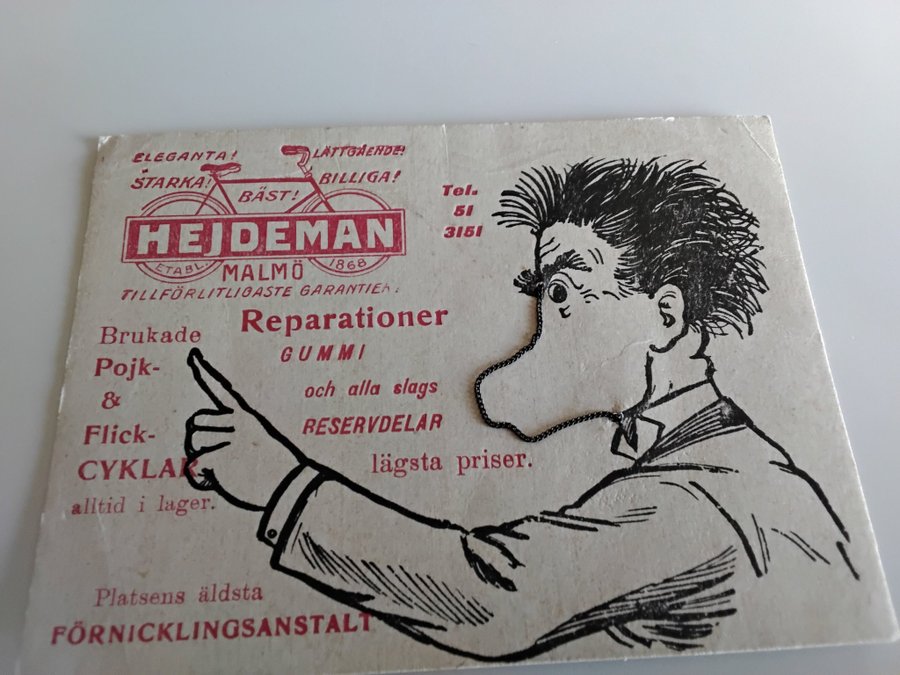 ELEGANTA!
LÄTTGÅENDE!
STARKA!
BÄST!
BILLIGA!
HEJDEMAN
ETABL. 1868
MALMÖ
TILLFÖRLITLIGASTE GARANTIER.
Tel.
51
3151
Brukade
Pojk-
&
Flick-
CYKLAR
alltid i lager.
Reparationer
GUMMI
och alla slags
RESERVDELAR
lägsta priser.
Platsens äldsta
FÖRNICKLINGSANSTALT